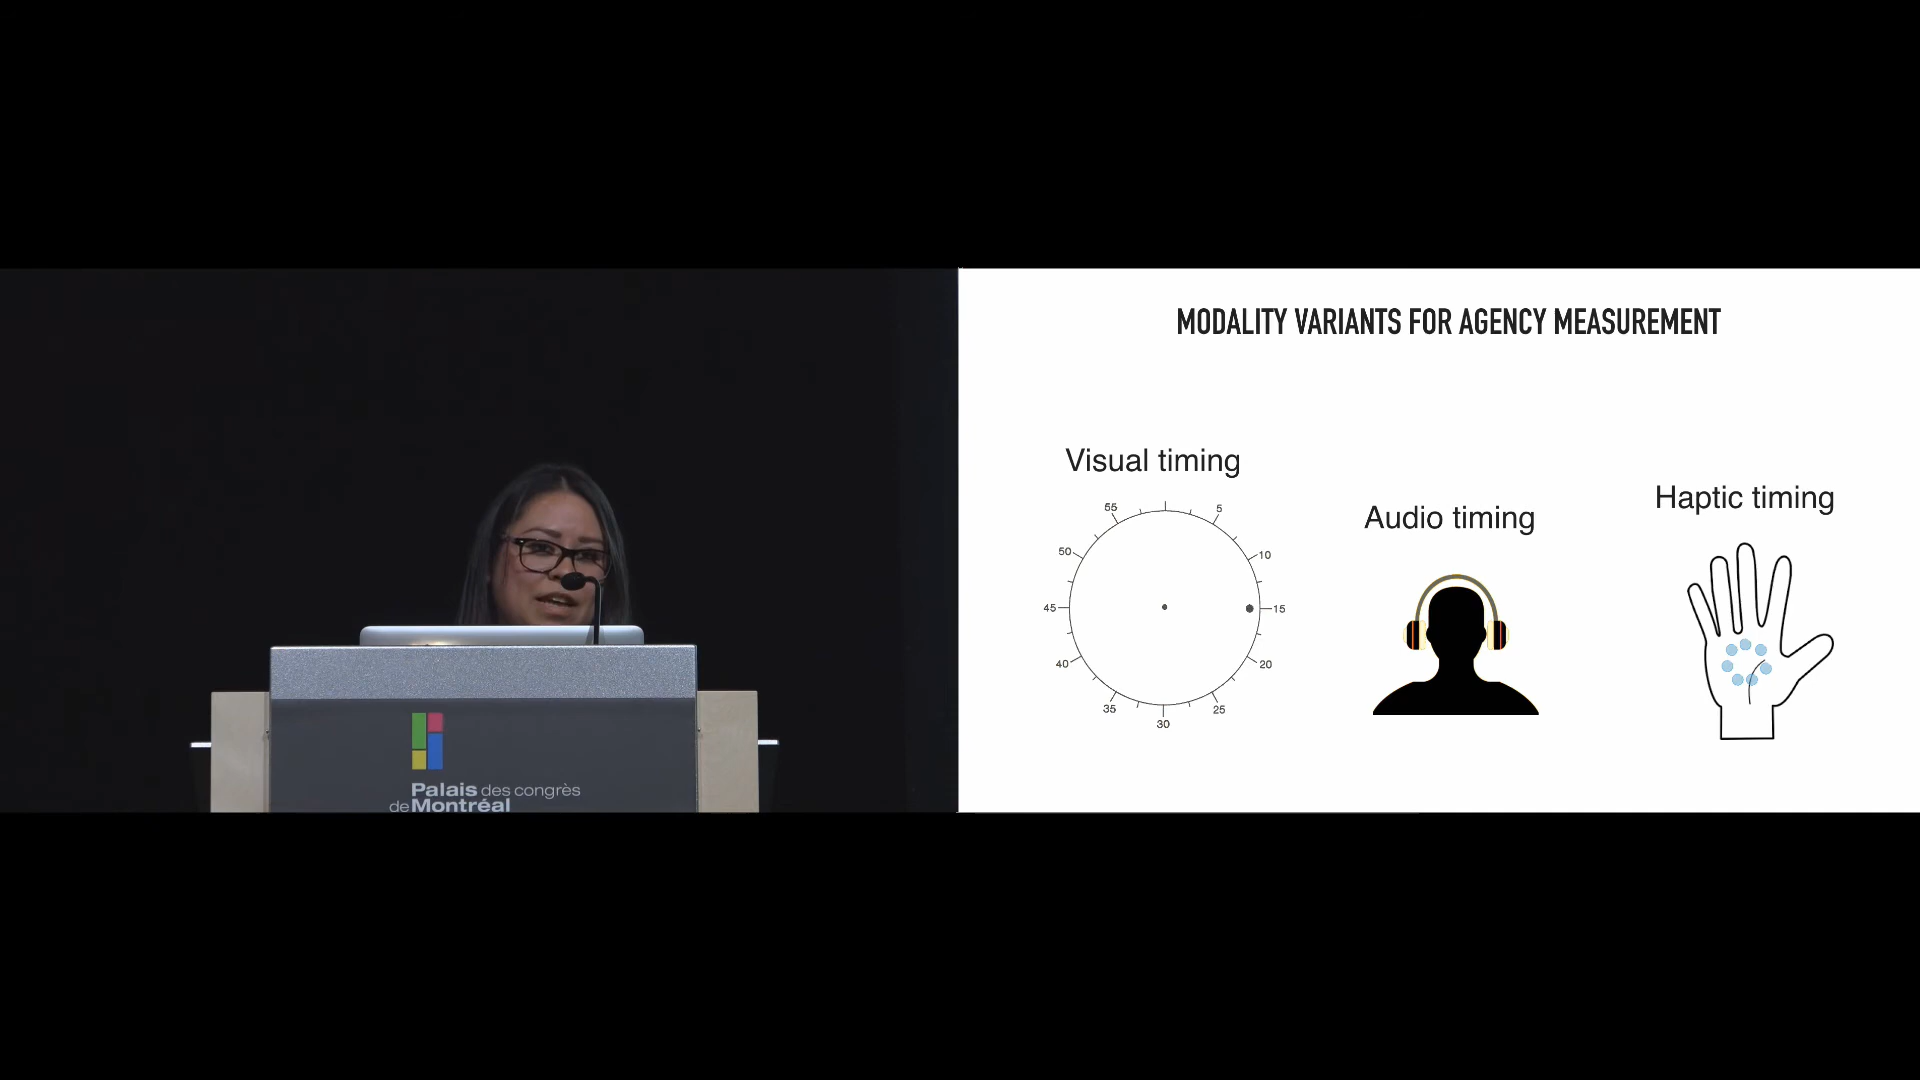 MODALITY VARIANTS FOR AGENCY MEASUREMENT
Visual timing
Audio timing
Haptic timing
55
5
50
10
45
15
40
20
35
25
30
Palais des congrès
de Montréal